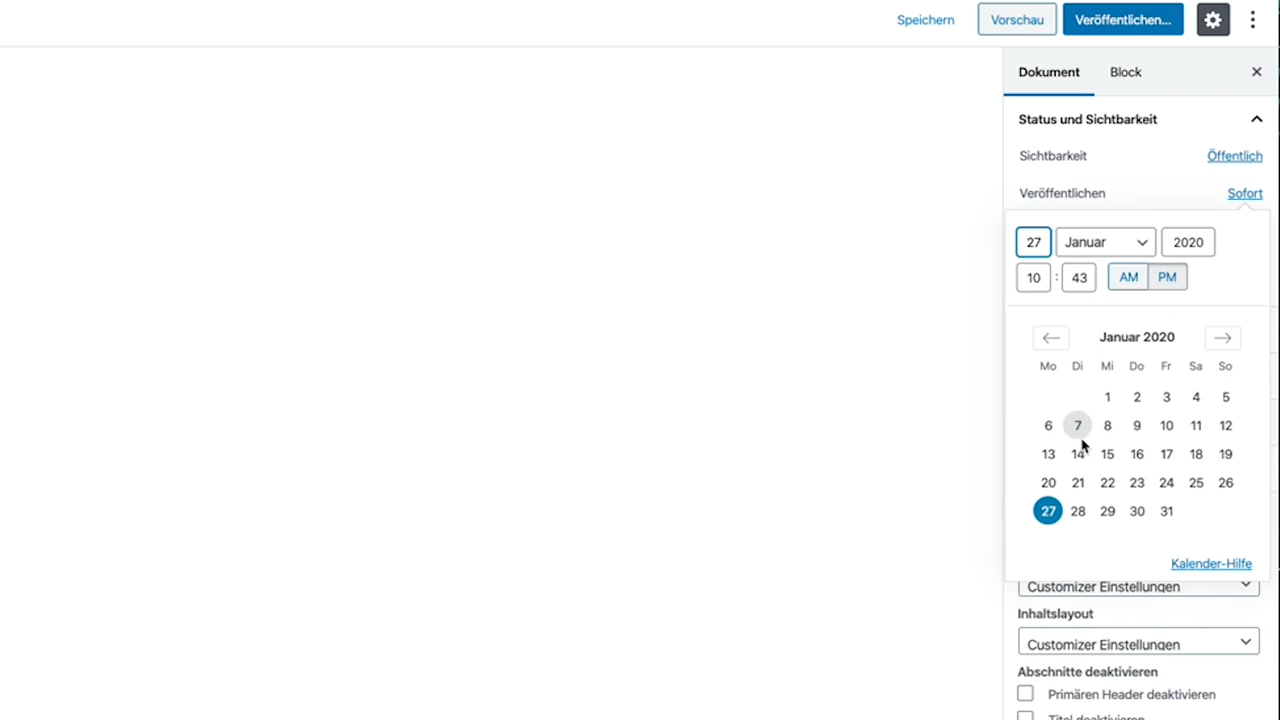 Speichern Vorschau Veröffentlichen...
Dokument Block
Status und Sichtbarkeit
Sichtbarkeit Öffentlich
Veröffentlichen Sofort
27 Januar 2020
10 : 43 AM PM
Januar 2020
Mo Di Mi Do Fr Sa So
1 2 3 4 5
6 7 8 9 10 11 12
13 14 15 16 17 18 19
20 21 22 23 24 25 26
27 28 29 30 31
Kalender-Hilfe
Customizer Einstellungen
Inhaltslayout
Customizer Einstellungen
Abschnitte deaktivieren
Primären Header deaktivieren
Titel deaktivieren